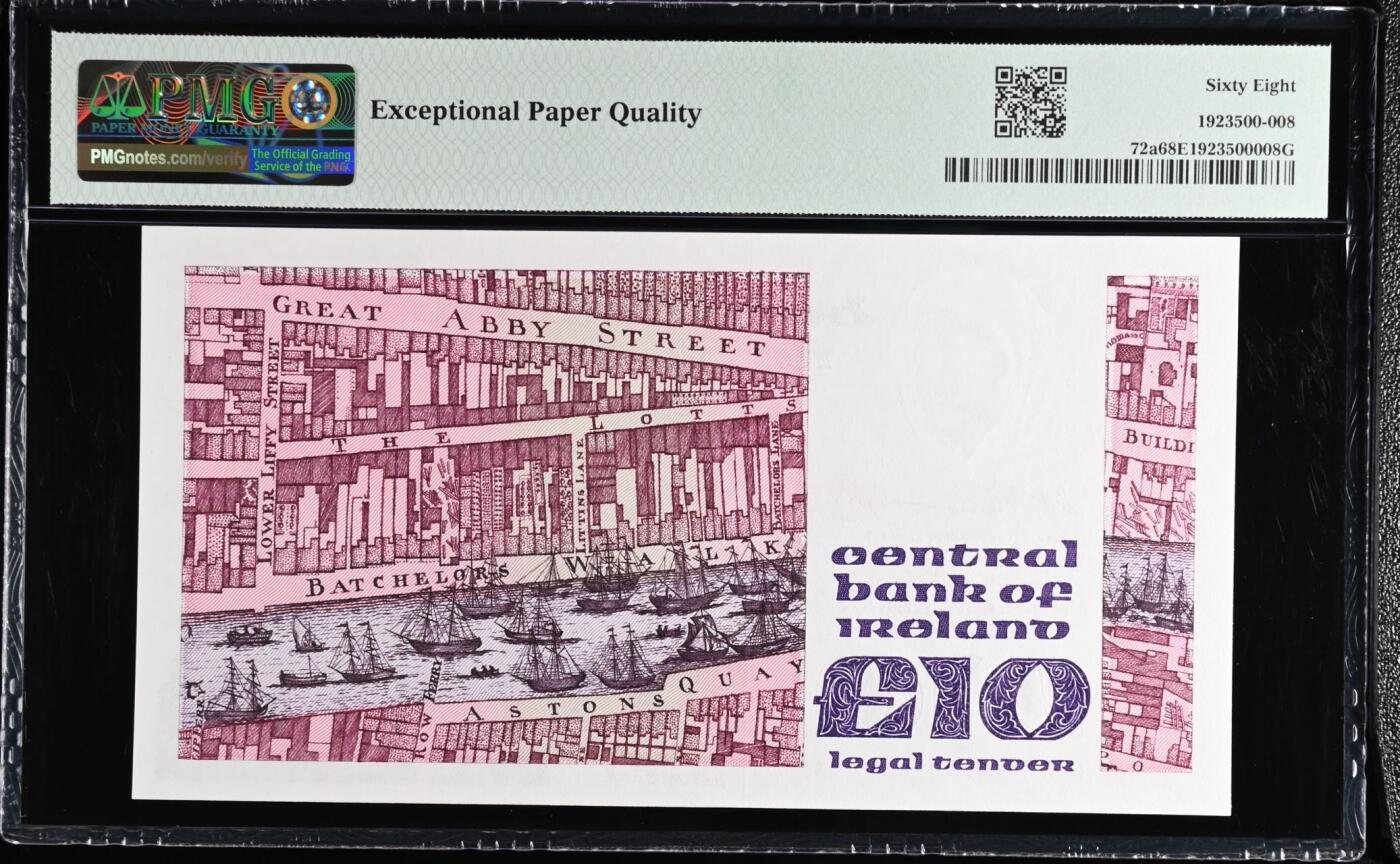 PMG
PAPER MONEY GUARANTY
PMGnotes.com/verify
The Official Grading
Service of the PNG
Exceptional Paper Quality
Sixty Eight
1923500-008
72a68E1923500008G
GREAT ABBY STREET
LOWER LIFFY STREET
THE LOTTS
LITTINS LANE
BATCHELORS LANE
BATCHELORS WALK
ASTONS QUAY
FERRY
BUILDI
central
bank of
ireland
£10
legal tender